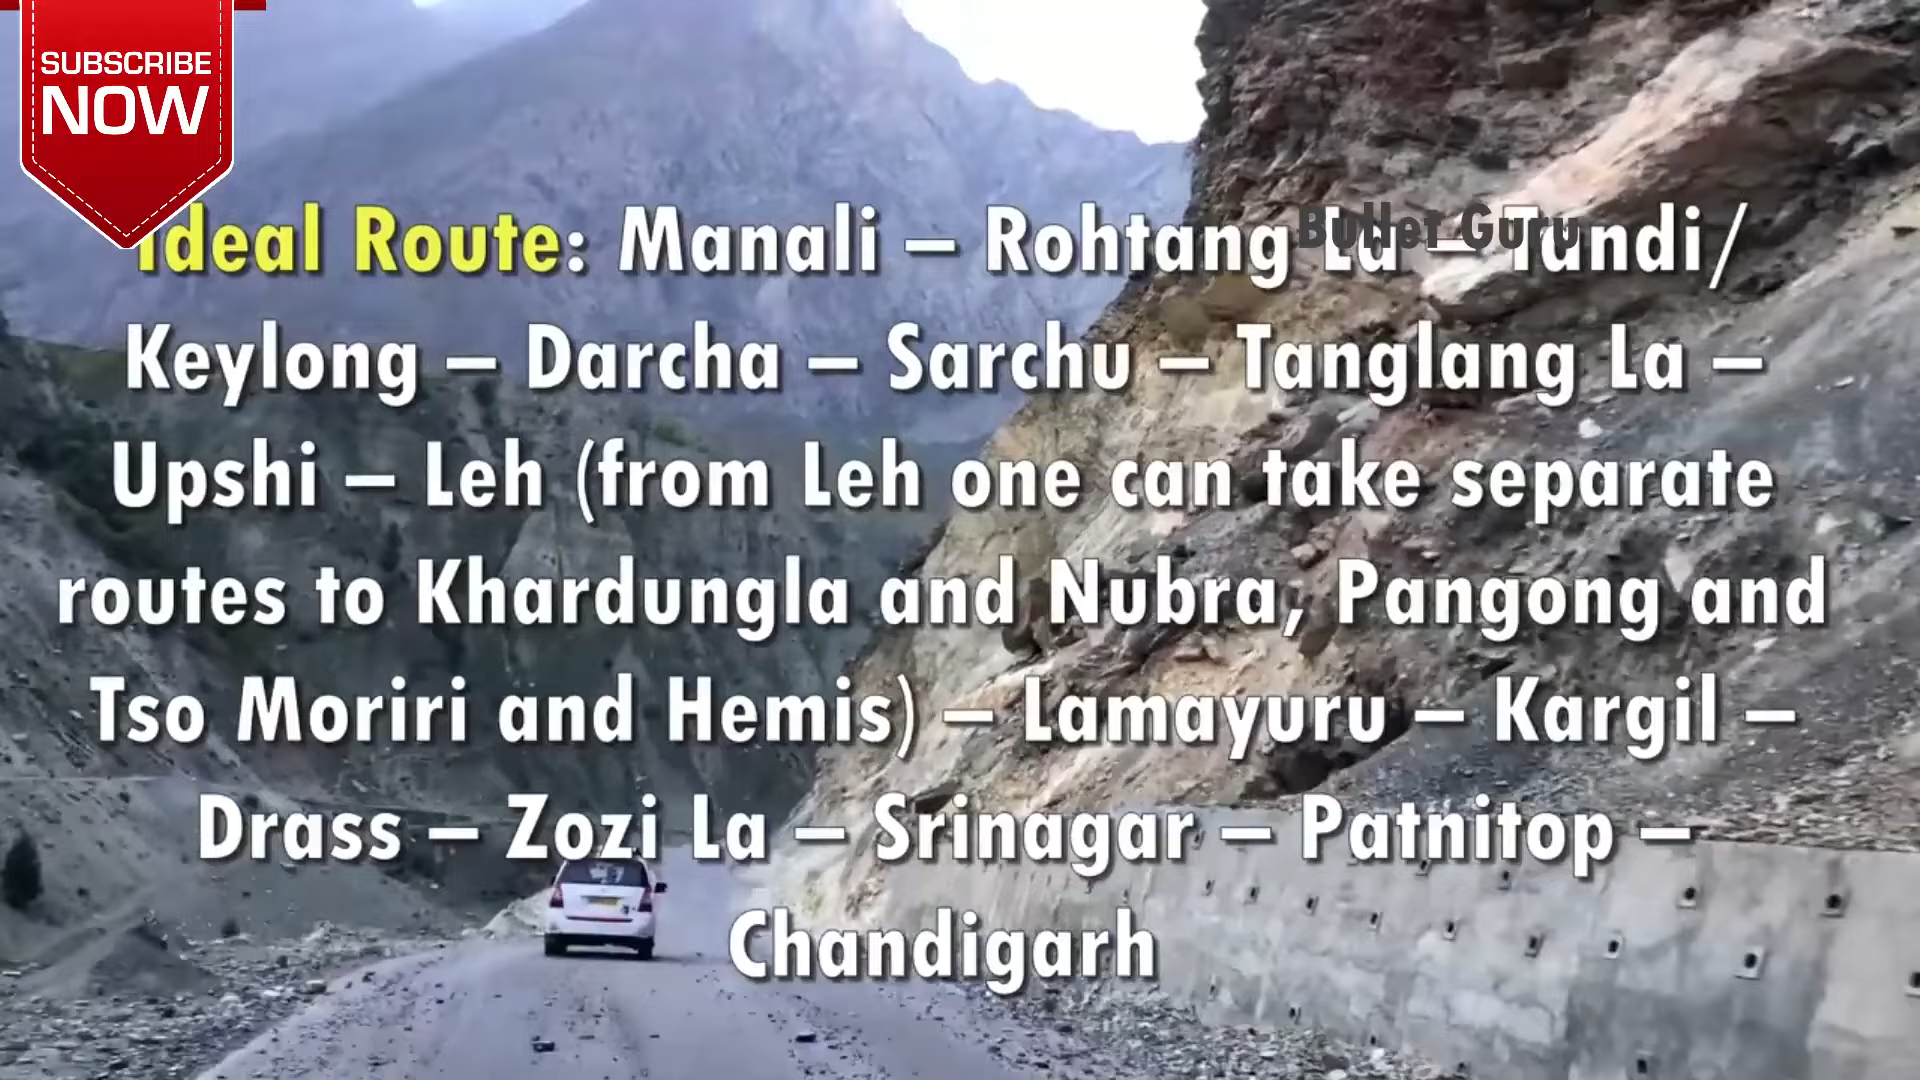 SUBSCRIBE
NOW
Ideal Route: Manali – Rohtang La – Tandi/
Bullet Guru
Keylong – Darcha – Sarchu – Tanglang La –
Upshi – Leh (from Leh one can take separate
routes to Khardungla and Nubra, Pangong and
Tso Moriri and Hemis) – Lamayuru – Kargil –
Drass – Zozi La – Srinagar – Patnitop –
Chandigarh